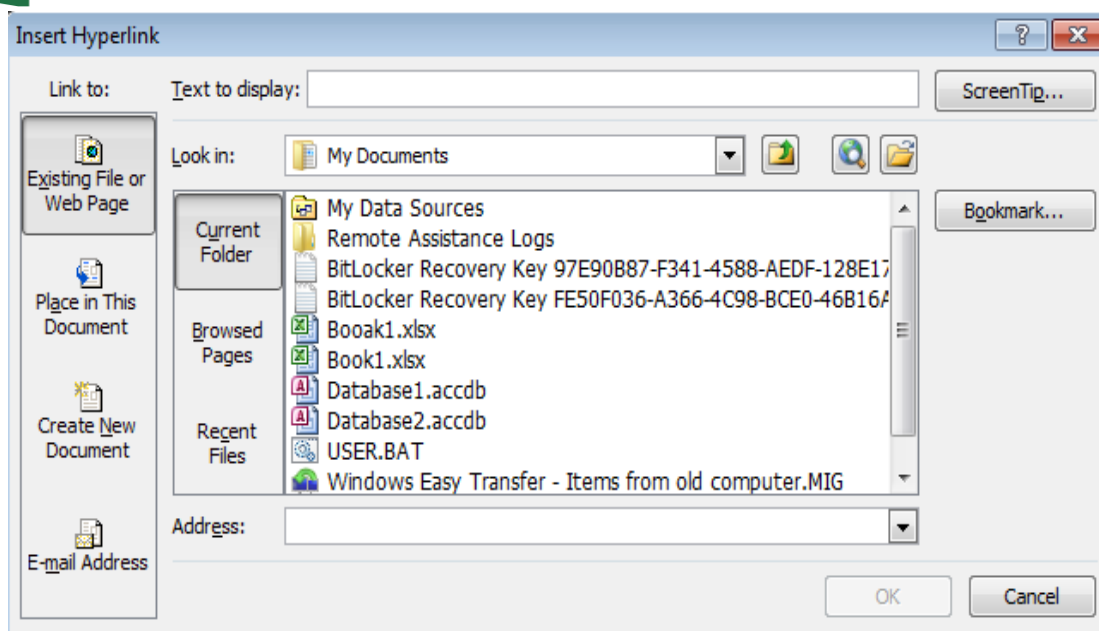 Insert Hyperlink
Link to:
Text to display:
ScreenTip...
Existing File or
Web Page
Look in:
My Documents
Current
Folder
My Data Sources
Remote Assistance Logs
BitLocker Recovery Key 97E90B87-F341-4588-AEDF-128E17
BitLocker Recovery Key FE50F036-A366-4C98-BCE0-46B16A
Booak1.xlsx
Book1.xlsx
Database1.accdb
Database2.accdb
USER.BAT
Windows Easy Transfer - Items from old computer.MIG
Bookmark...
Place in This
Document
Browsed
Pages
Create New
Document
Recent
Files
E-mail Address
Address:
OK
Cancel